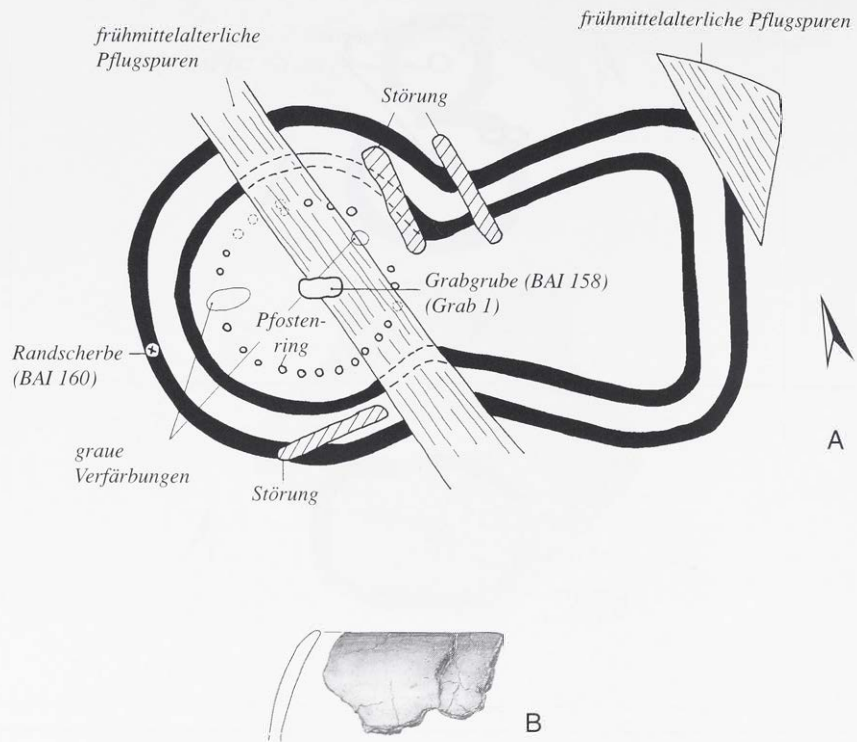 frühmittelalterliche
Pflugspuren
frühmittelalterliche Pflugspuren
Störung
Grabgrube (BAI 158)
(Grab 1)
Pfosten-
ring
Randscherbe
(BAI 160)
graue
Verfärbungen
Störung
A
B